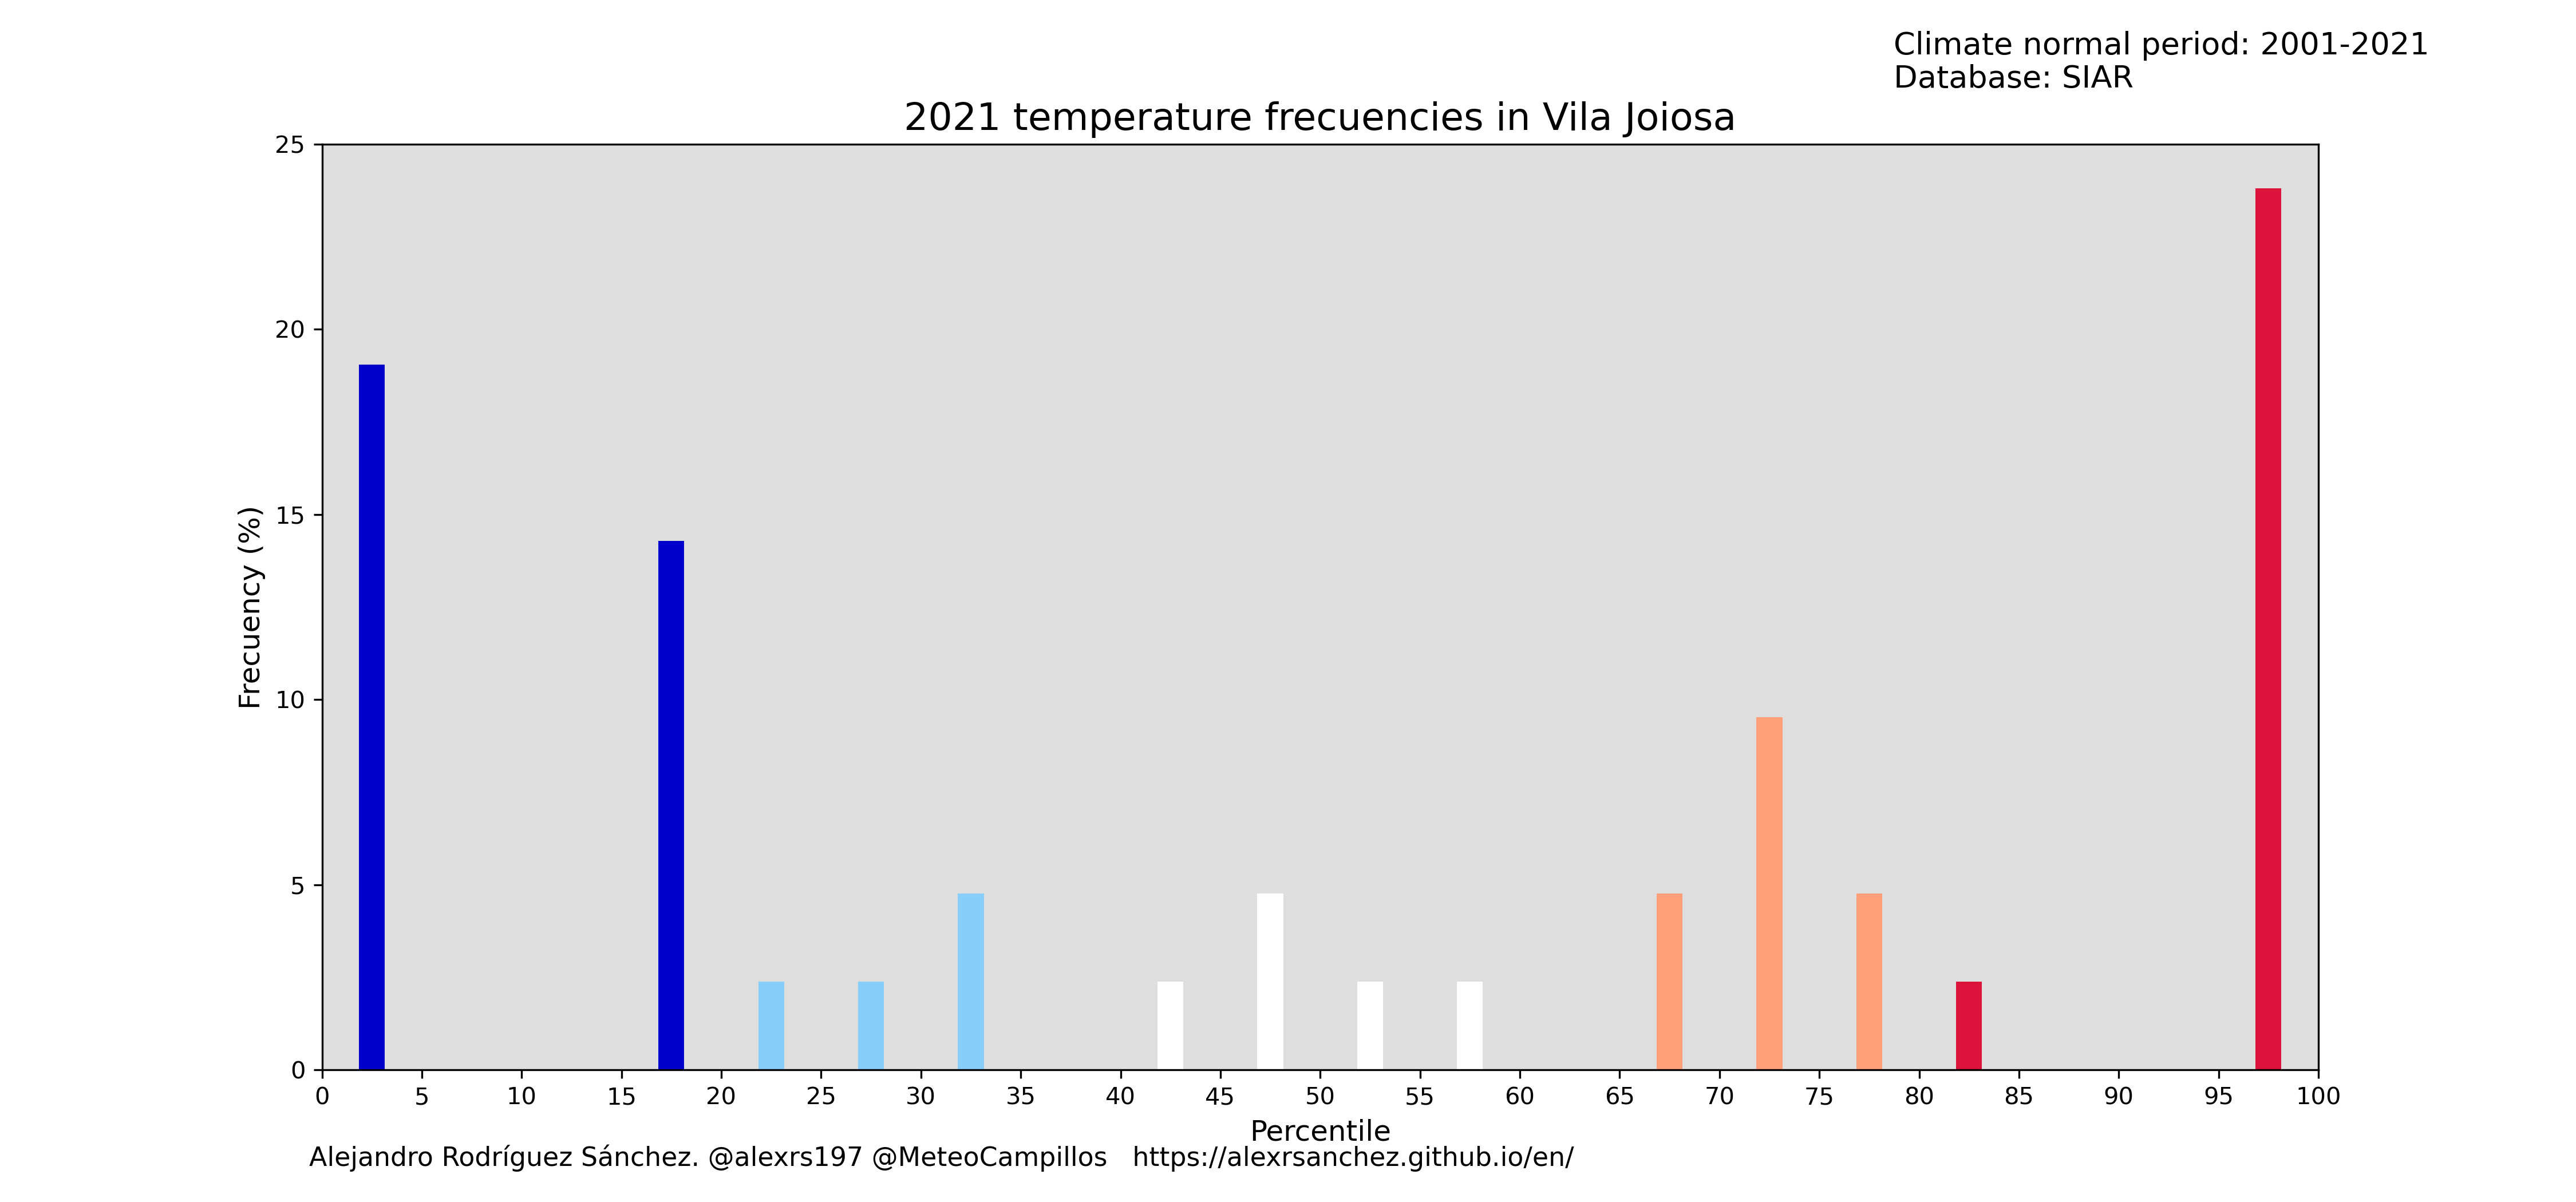 Climate normal period: 2001-2021
Database: SIAR
2021 temperature frecuencies in Vila Joiosa
25
20
15
10
5
0
Frecuency (%)
0 5 10 15 20 25 30 35 40 45 50 55 60 65 70 75 80 85 90 95 100
Percentile
Alejandro Rodríguez Sánchez. @alexrs197 @MeteoCampillos https://alexrsanchez.github.io/en/